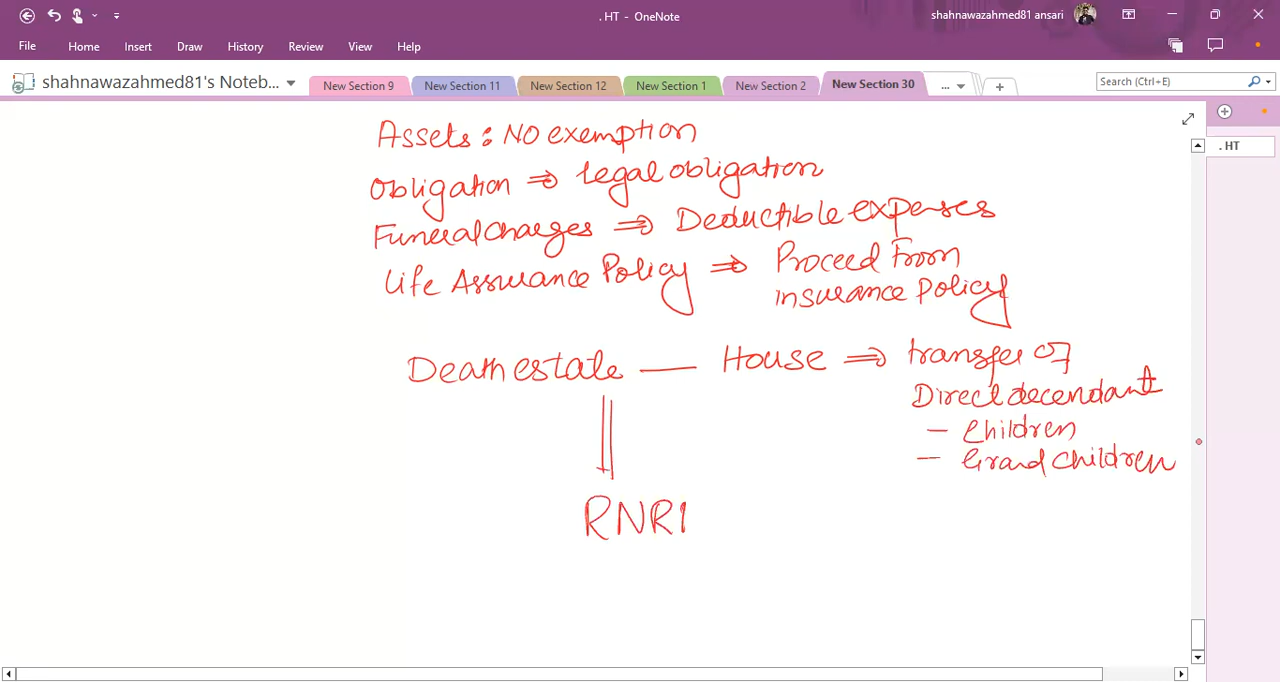 . HT - OneNote
shahnawazahmed81 ansari
File Home Insert Draw History Review View Help
shahnawazahmed81's Noteb...
New Section 9 New Section 11 New Section 12 New Section 1 New Section 2 New Section 30 ...
Search (Ctrl+E)
. HT
Assets : No exemption
Obligation ⇒ legal obligation
Funeral Charges ⇒ Deductible expenses
Life Assurance Policy ⇒ Proceed From
insurance policy
Death estate — House ⇒ transfer of
Direct decendant
- Children
- Grand Children
RNRI